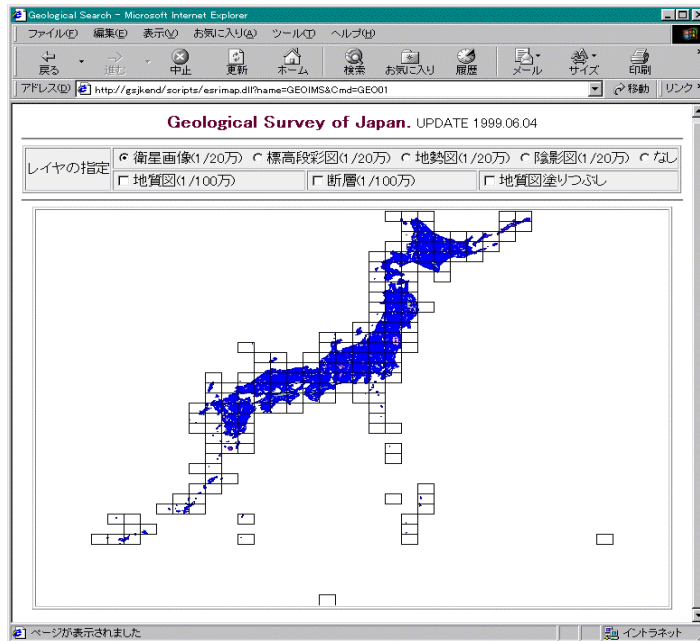 Geological Search - Microsoft Internet Explorer
ファイル(F) 編集(E) 表示(V) お気に入り(A) ツール(T) ヘルプ(H)
戻る 進む 中止 更新 ホーム 検索 お気に入り 履歴 メール サイズ 印刷
アドレス(D) http://gsjkend/scripts/esrimap.dll?name=GEOIMS&Cmd=GEO01 移動 リンク
Geological Survey of Japan. UPDATE 1999.06.04
レイヤの指定 衛星画像(1/20万) 標高段彩図(1/20万) 地勢図(1/20万) 陰影図(1/20万) なし
地質図(1/100万) 断層(1/100万) 地質図塗りつぶし
ページが表示されました イントラネット